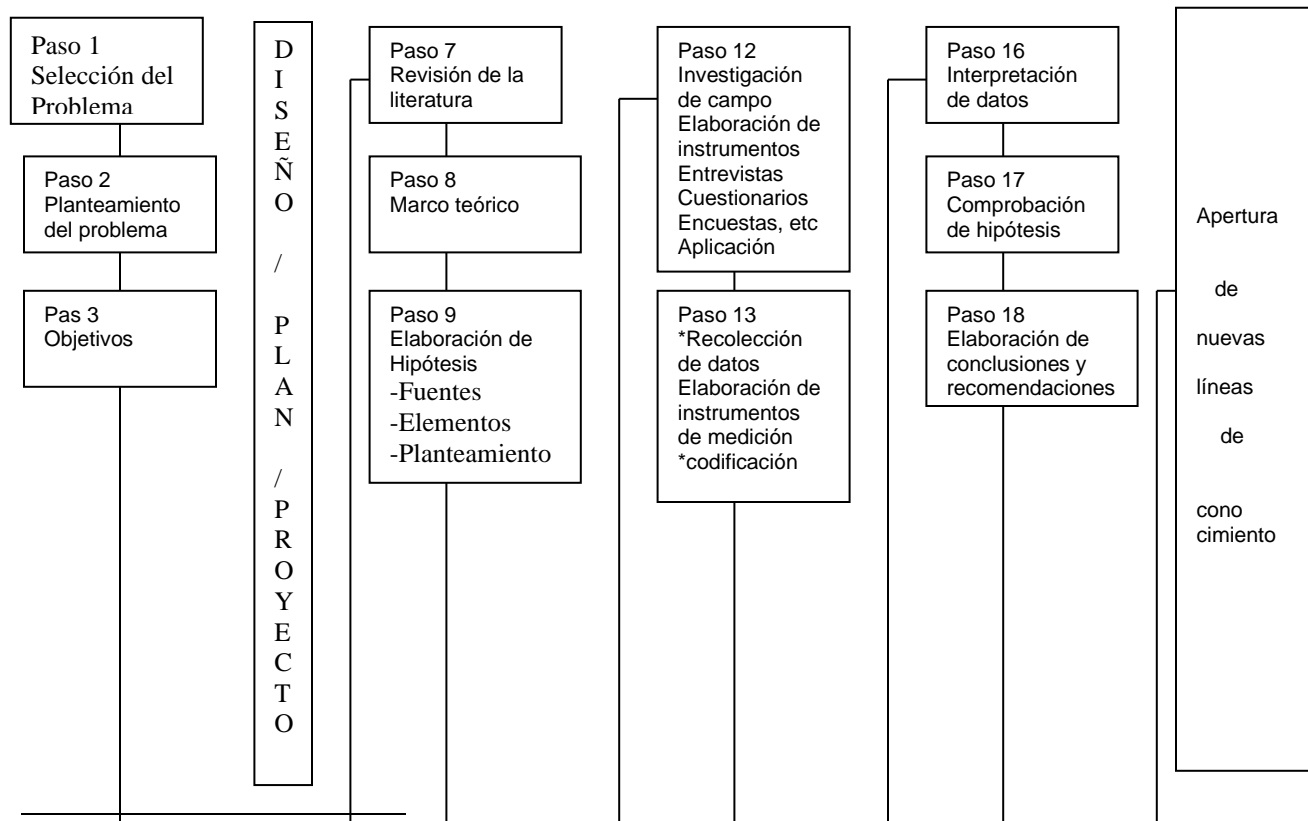 Paso 1
Selección del
Problema
Paso 2
Planteamiento
del problema
Pas 3
Objetivos
D
I
S
E
Ñ
O
/
P
L
A
N
/
P
R
O
Y
E
C
T
O
Paso 7
Revisión de la
literatura
Paso 8
Marco teórico
Paso 9
Elaboración de
Hipótesis
-Fuentes
-Elementos
-Planteamiento
Paso 12
Investigación
de campo
Elaboración de
instrumentos
Entrevistas
Cuestionarios
Encuestas, etc
Aplicación
Paso 13
*Recolección
de datos
Elaboración de
instrumentos
de medición
*codificación
Paso 16
Interpretación
de datos
Paso 17
Comprobación
de hipótesis
Paso 18
Elaboración de
conclusiones y
recomendaciones
Apertura
de
nuevas
líneas
de
cono
cimiento